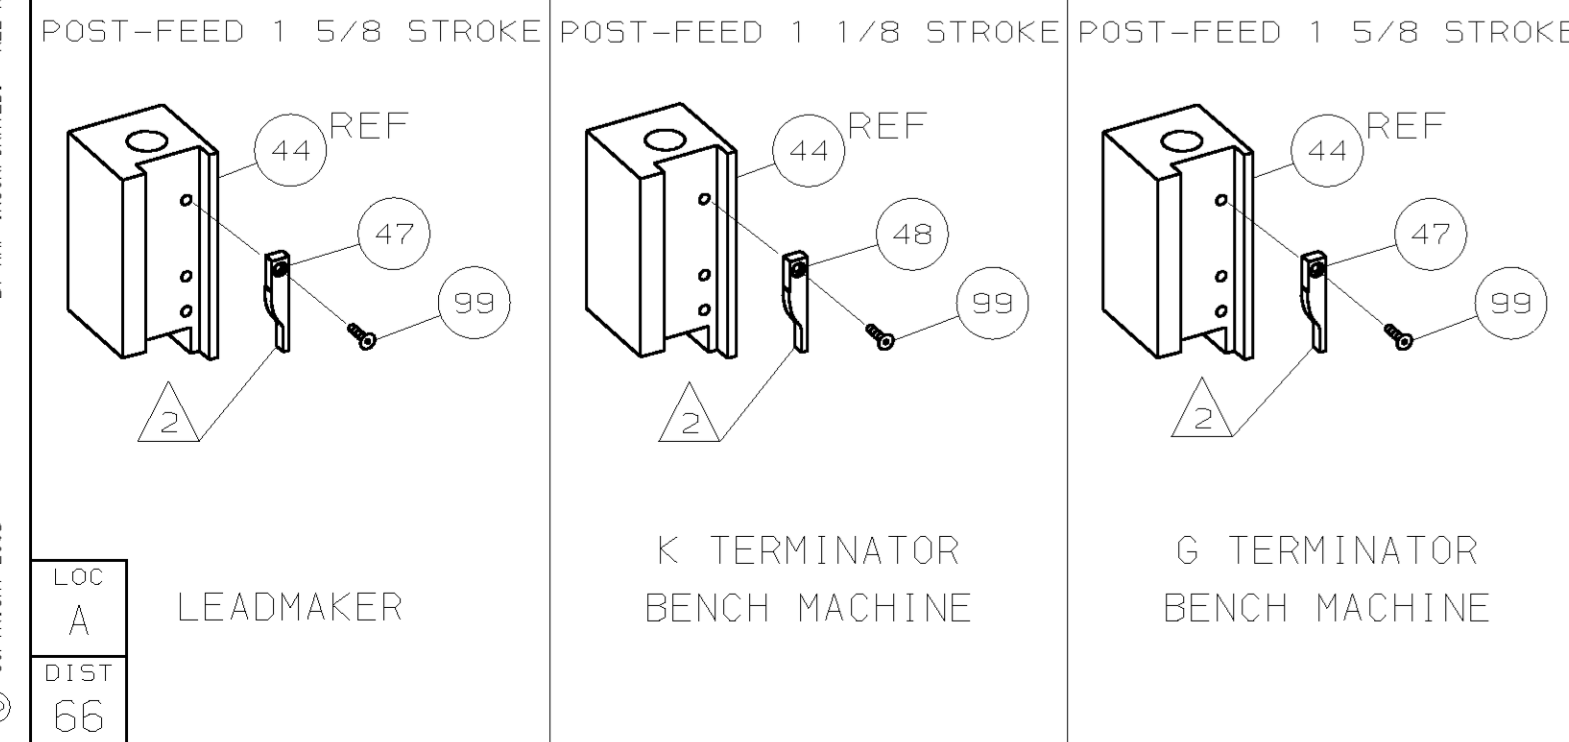 POST-FEED 1 5/8 STROKE
44 REF
47
99
2
LEADMAKER
POST-FEED 1 1/8 STROKE
44 REF
48
99
2
K TERMINATOR
BENCH MACHINE
POST-FEED 1 5/8 STROKE
44 REF
47
99
2
G TERMINATOR
BENCH MACHINE
LOC
A
DIST
66